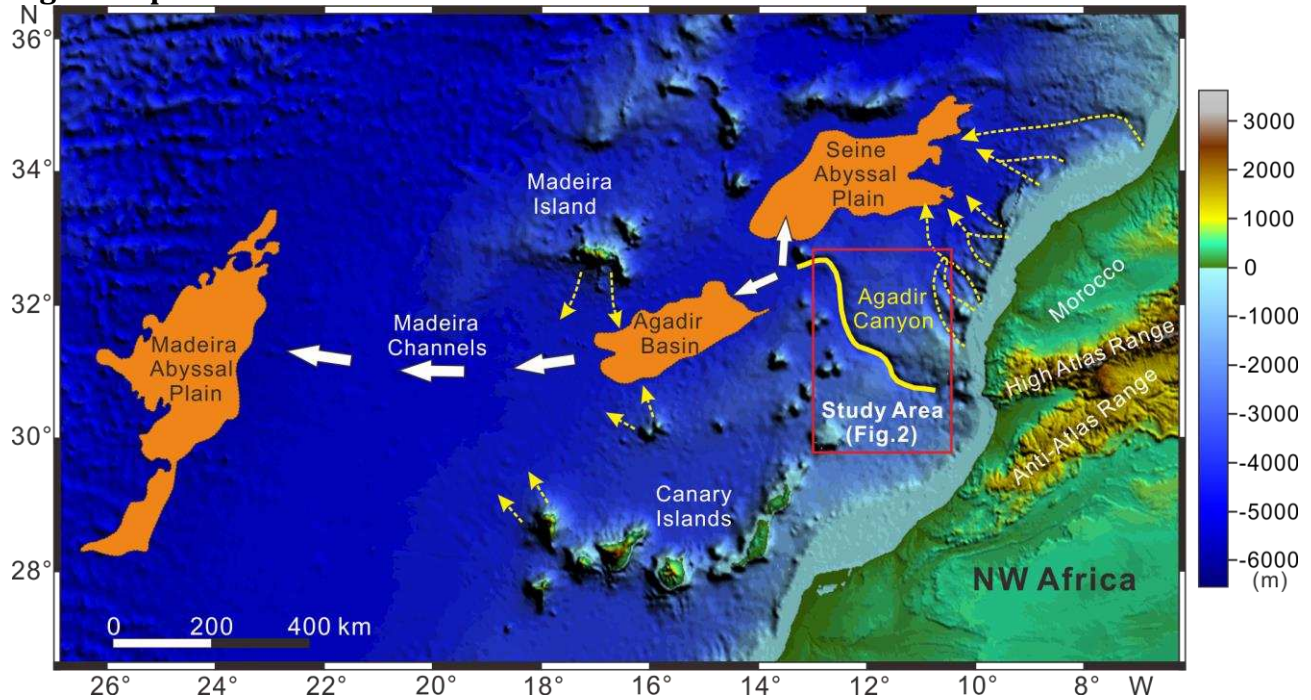 N
36°
34°
32°
30°
28°
Seine
Abyssal
Plain
Madeira
Island
Agadir
Canyon
Morocco
Madeira
Channels
Agadir
Basin
Madeira
Abyssal
Plain
High Atlas Range
Anti-Atlas Range
Study Area
(Fig.2)
Canary
Islands
NW Africa
0 200 400 km
26° 24° 22° 20° 18° 16° 14° 12° 10° 8° W
3000
2000
1000
0
-1000
-2000
-3000
-4000
-5000
-6000
(m)